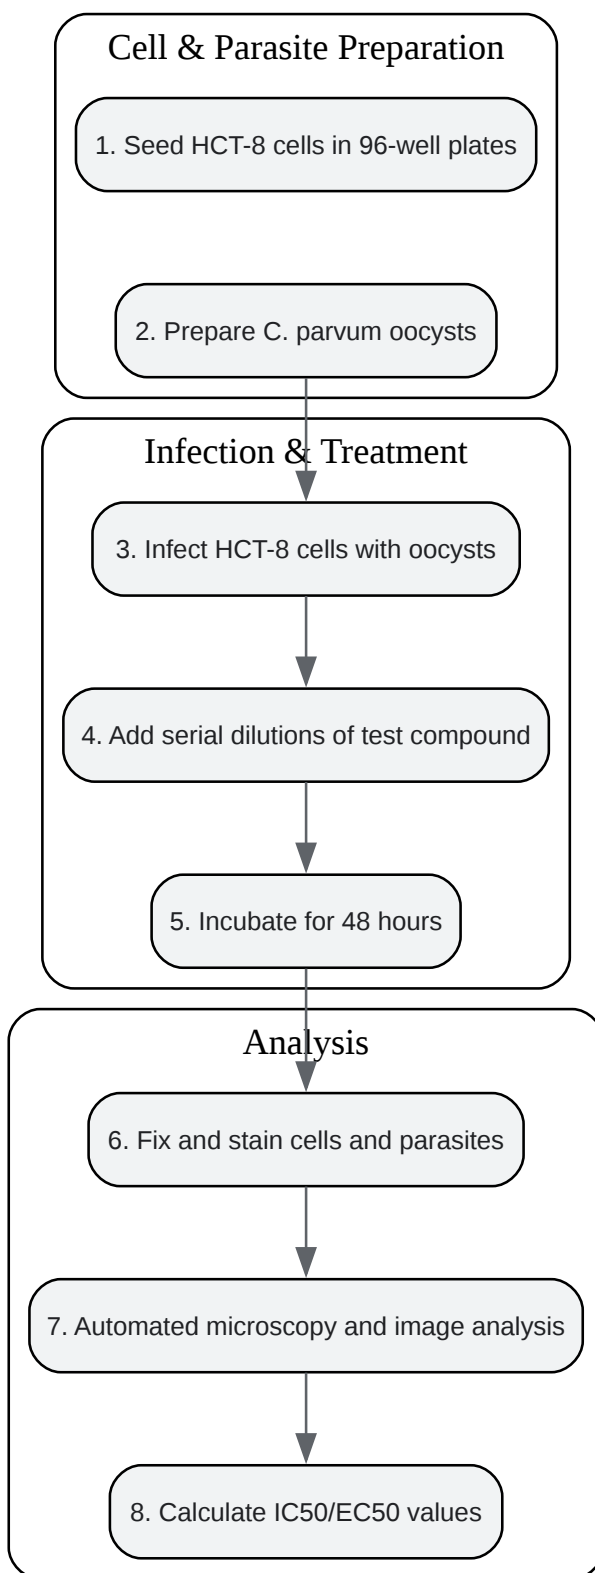 Cell & Parasite Preparation
1. Seed HCT-8 cells in 96-well plates
2. Prepare C. parvum oocysts
Infection & Treatment
3. Infect HCT-8 cells with oocysts
4. Add serial dilutions of test compound
5. Incubate for 48 hours
Analysis
6. Fix and stain cells and parasites
7. Automated microscopy and image analysis
8. Calculate IC50/EC50 values